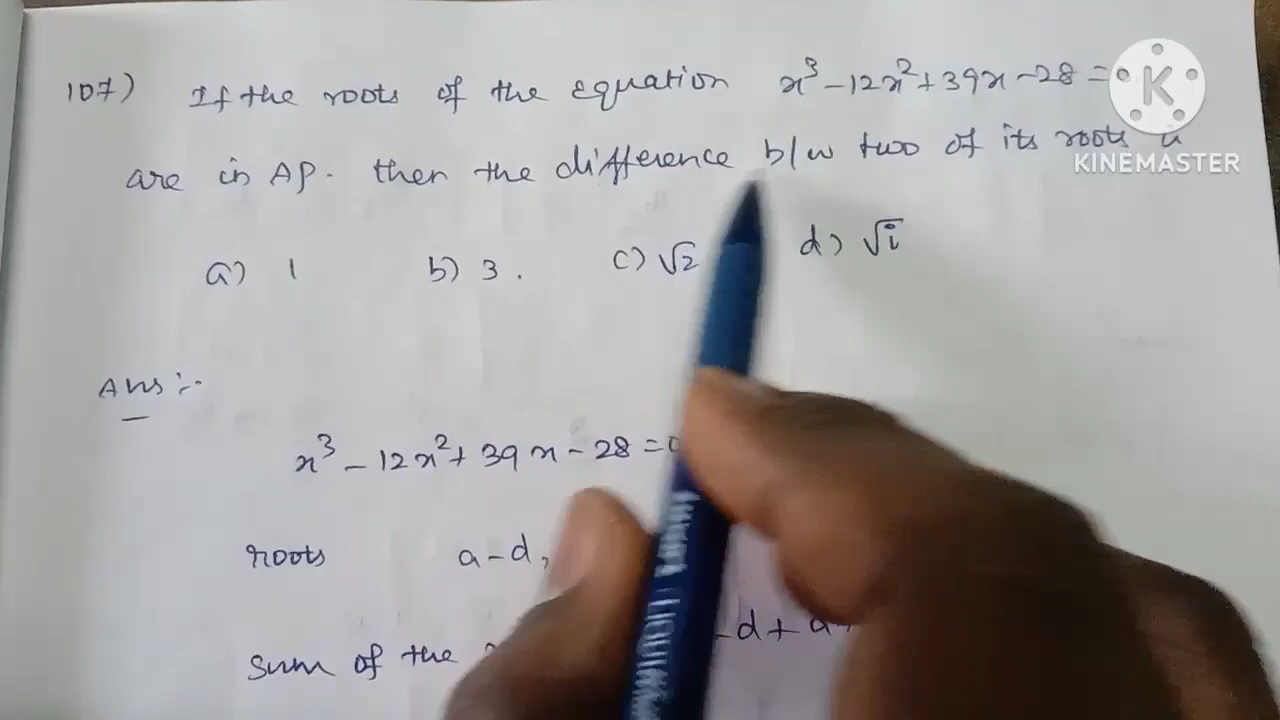 107) If the roots of the equation x³ - 12x² + 39x - 28 = 0
are in AP. then the difference b/w two of its roots is
a) 1 b) 3. c) √2 d) √i
Ans :-
x³ - 12x² + 39x - 28 = 0
roots a-d,
sum of the -d + a
K
KINEMASTER